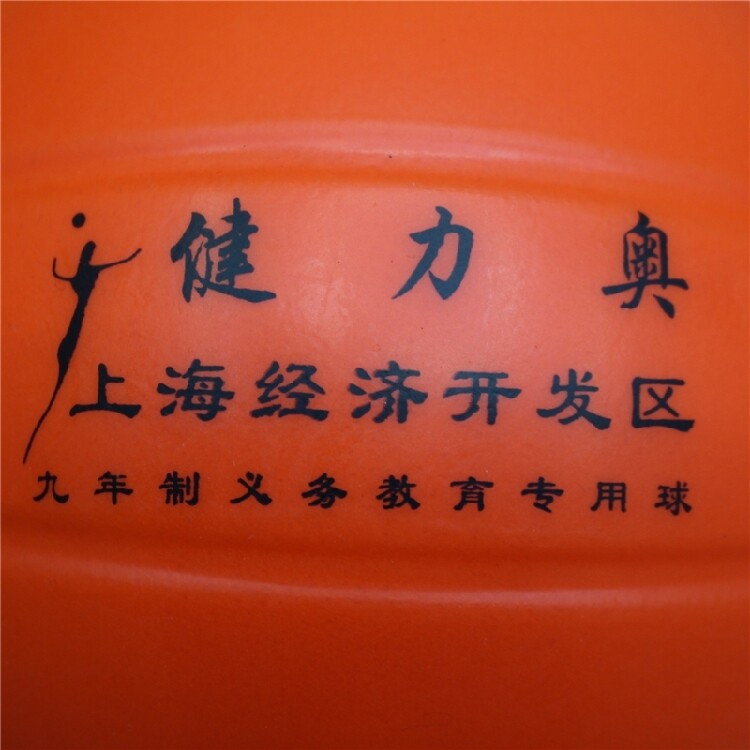 健力奥
上海经济开发区
九年制义务教育专用球